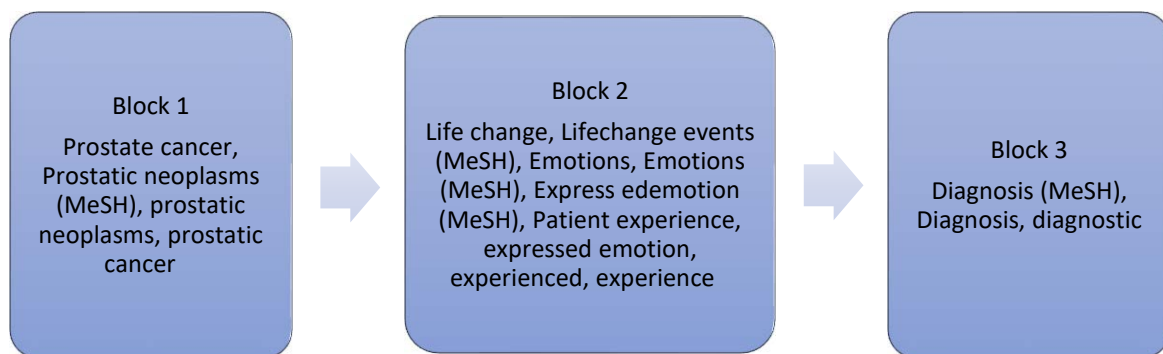 Block 1
Prostate cancer,
Prostatic neoplasms
(MeSH), prostatic
neoplasms, prostatic
cancer
Block 2
Life change, Lifechange events
(MeSH), Emotions, Emotions
(MeSH), Express edemotion
(MeSH), Patient experience,
expressed emotion,
experienced, experience
Block 3
Diagnosis (MeSH),
Diagnosis, diagnostic